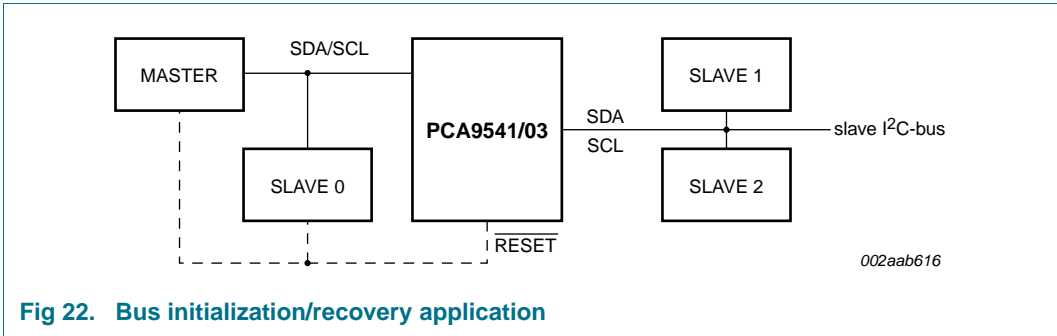 SDA/SCL
MASTER
SLAVE 0
PCA9541/03
RESET
SDA
SCL
SLAVE 1
SLAVE 2
slave I²C-bus
002aab616
Fig 22. Bus initialization/recovery application